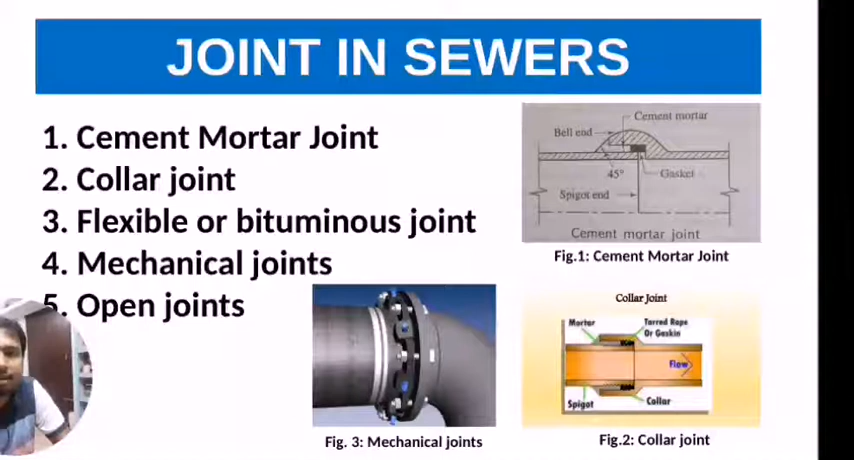 JOINT IN SEWERS
1. Cement Mortar Joint
2. Collar joint
3. Flexible or bituminous joint
4. Mechanical joints
5. Open joints
Cement mortar
Bell end
45°
Gasket
Spigot end
Cement mortar joint
Fig.1: Cement Mortar Joint
Collar Joint
Mortar
Tarred Rope
Or Gaskin
Flow
Spigot
Collar
Fig.2: Collar joint
Fig. 3: Mechanical joints